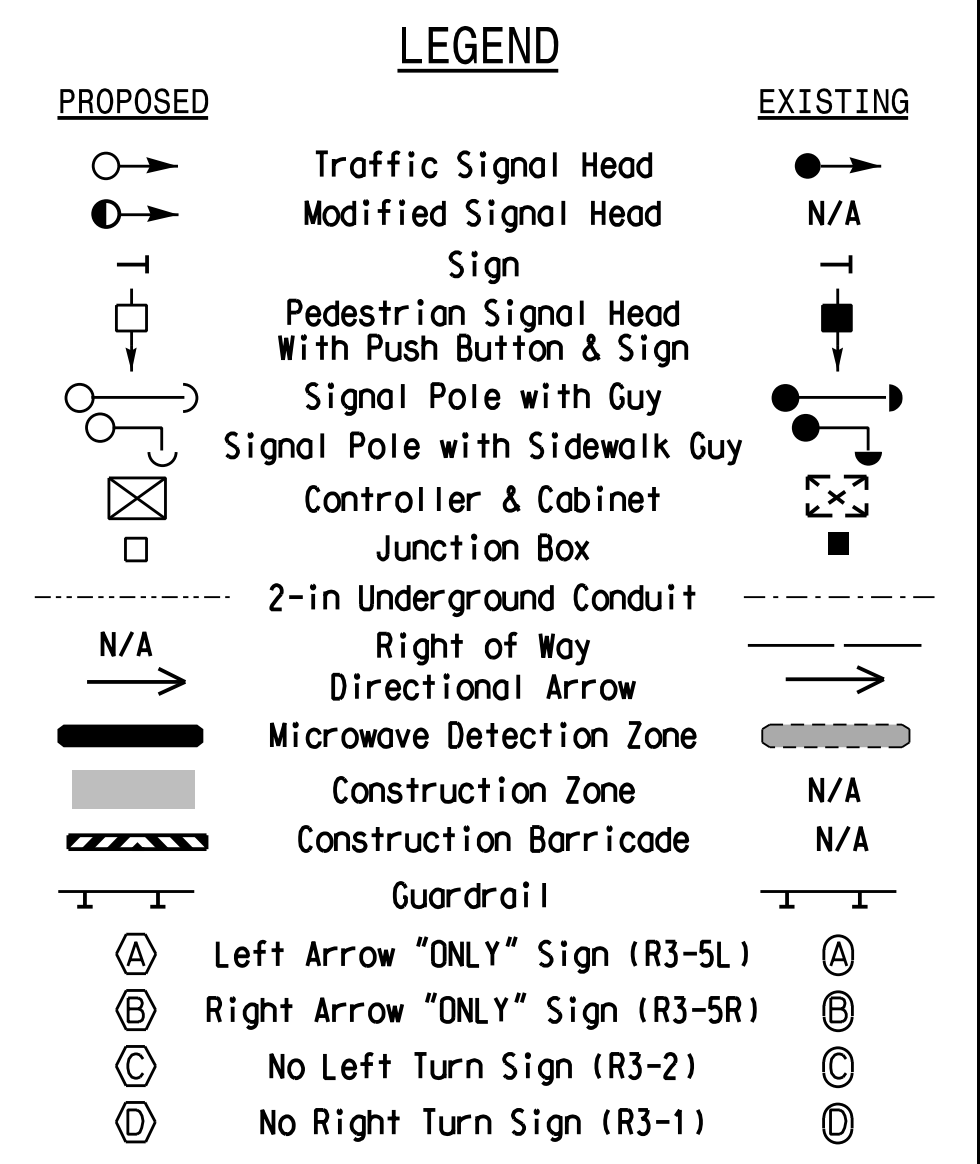 LEGEND
PROPOSED EXISTING
Traffic Signal Head
Modified Signal Head N/A
Sign
Pedestrian Signal Head
With Push Button & Sign
Signal Pole with Guy
Signal Pole with Sidewalk Guy
Controller & Cabinet
Junction Box
2-in Underground Conduit
N/A Right of Way
Directional Arrow
Microwave Detection Zone
Construction Zone N/A
Construction Barricade N/A
Guardrail
A Left Arrow "ONLY" Sign (R3-5L) A
B Right Arrow "ONLY" Sign (R3-5R) B
C No Left Turn Sign (R3-2) C
D No Right Turn Sign (R3-1) D